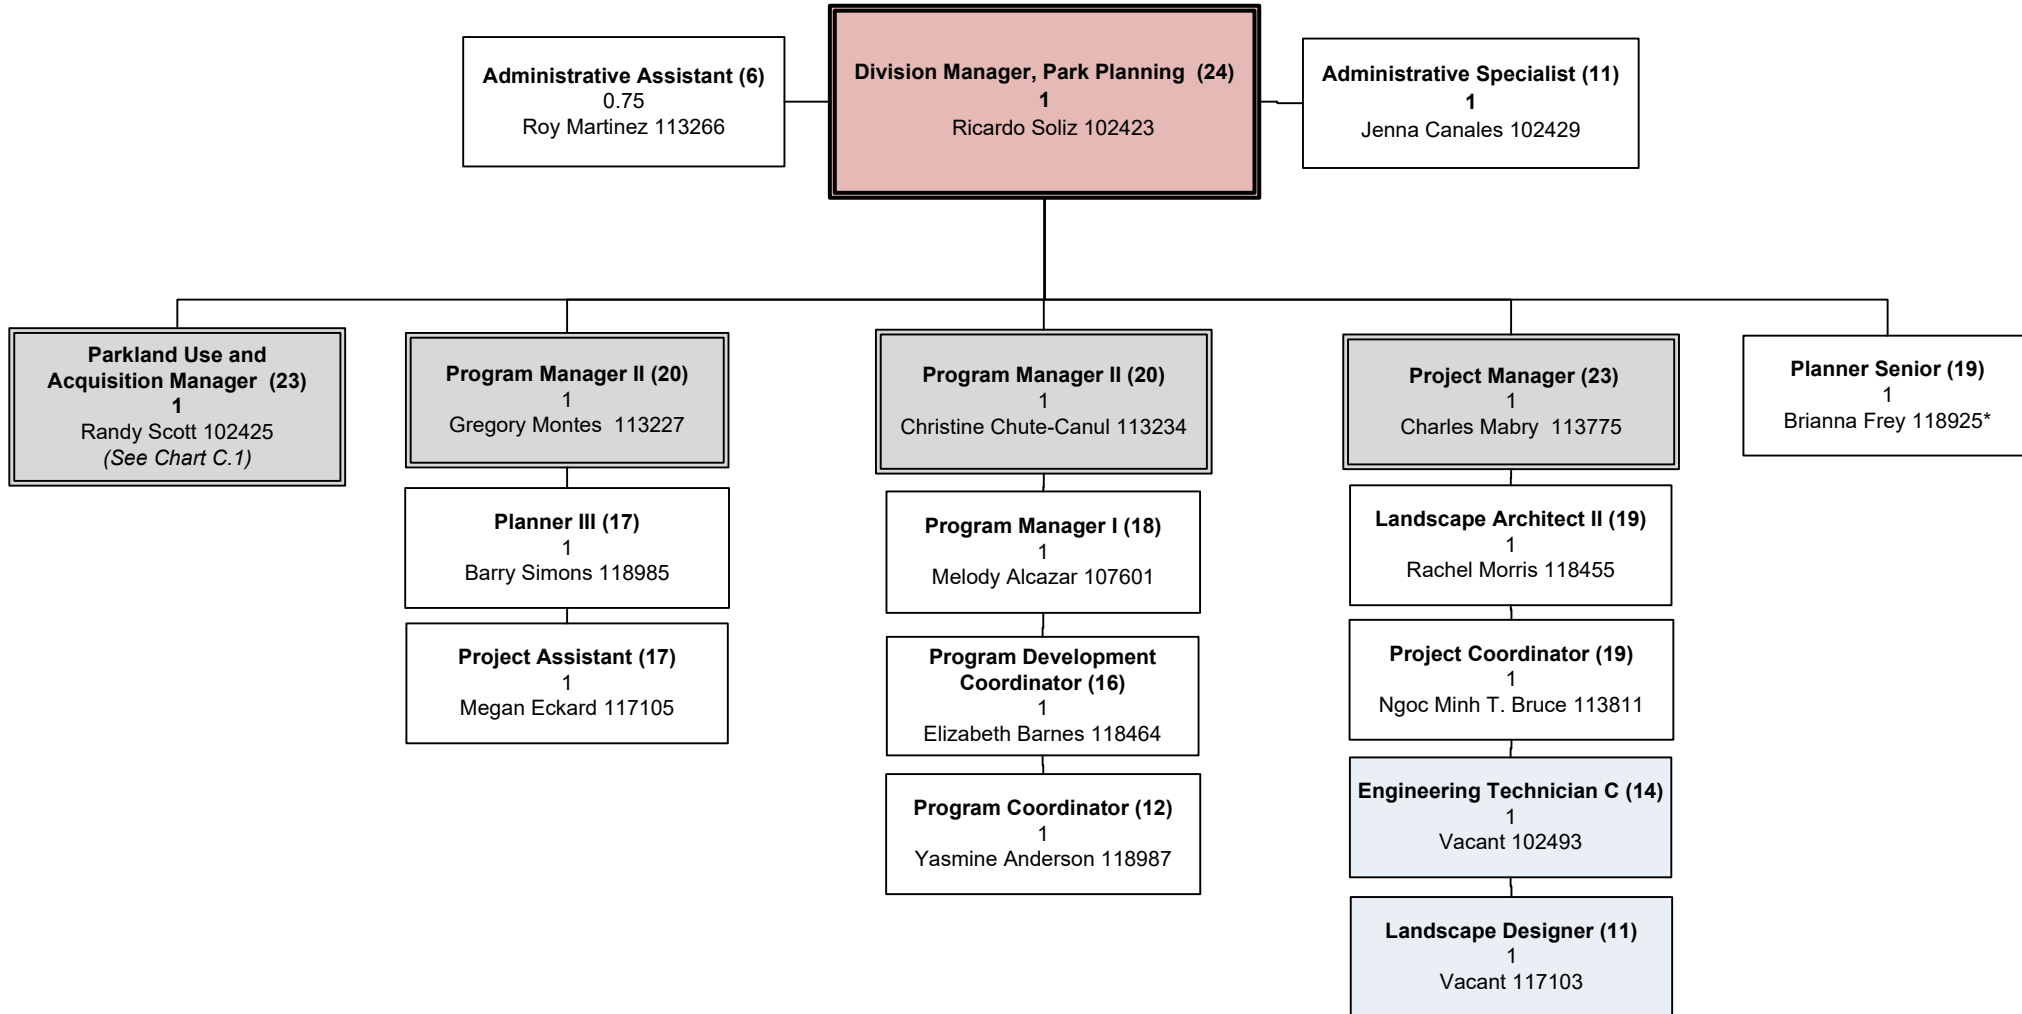 Administrative Assistant (6)
0.75
Roy Martinez 113266
Division Manager, Park Planning (24)
1
Ricardo Soliz 102423
Administrative Specialist (11)
1
Jenna Canales 102429
Parkland Use and
Acquisition Manager (23)
1
Randy Scott 102425
(See Chart C.1)
Program Manager II (20)
1
Gregory Montes 113227
Planner III (17)
1
Barry Simons 118985
Project Assistant (17)
1
Megan Eckard 117105
Program Manager II (20)
1
Christine Chute-Canul 113234
Program Manager I (18)
1
Melody Alcazar 107601
Program Development
Coordinator (16)
1
Elizabeth Barnes 118464
Program Coordinator (12)
1
Yasmine Anderson 118987
Project Manager (23)
1
Charles Mabry 113775
Landscape Architect II (19)
1
Rachel Morris 118455
Project Coordinator (19)
1
Ngoc Minh T. Bruce 113811
Engineering Technician C (14)
1
Vacant 102493
Landscape Designer (11)
1
Vacant 117103
Planner Senior (19)
1
Brianna Frey 118925*